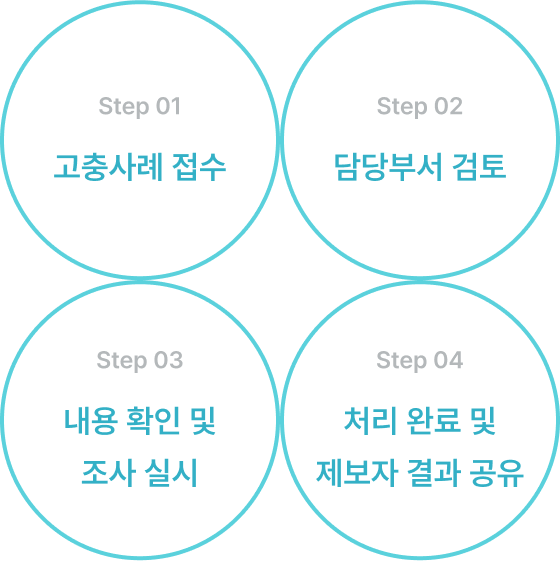 Step 01
고충사례 접수
Step 02
담당부서 검토
Step 03
내용 확인 및
조사 실시
Step 04
처리 완료 및
제보자 결과 공유